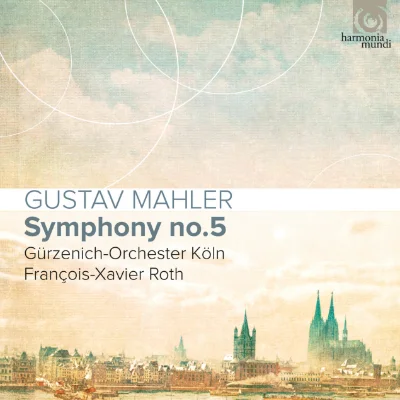 harmonia
mundi
GUSTAV MAHLER
Symphony no.5
Gürzenich-Orchester Köln
François-Xavier Roth